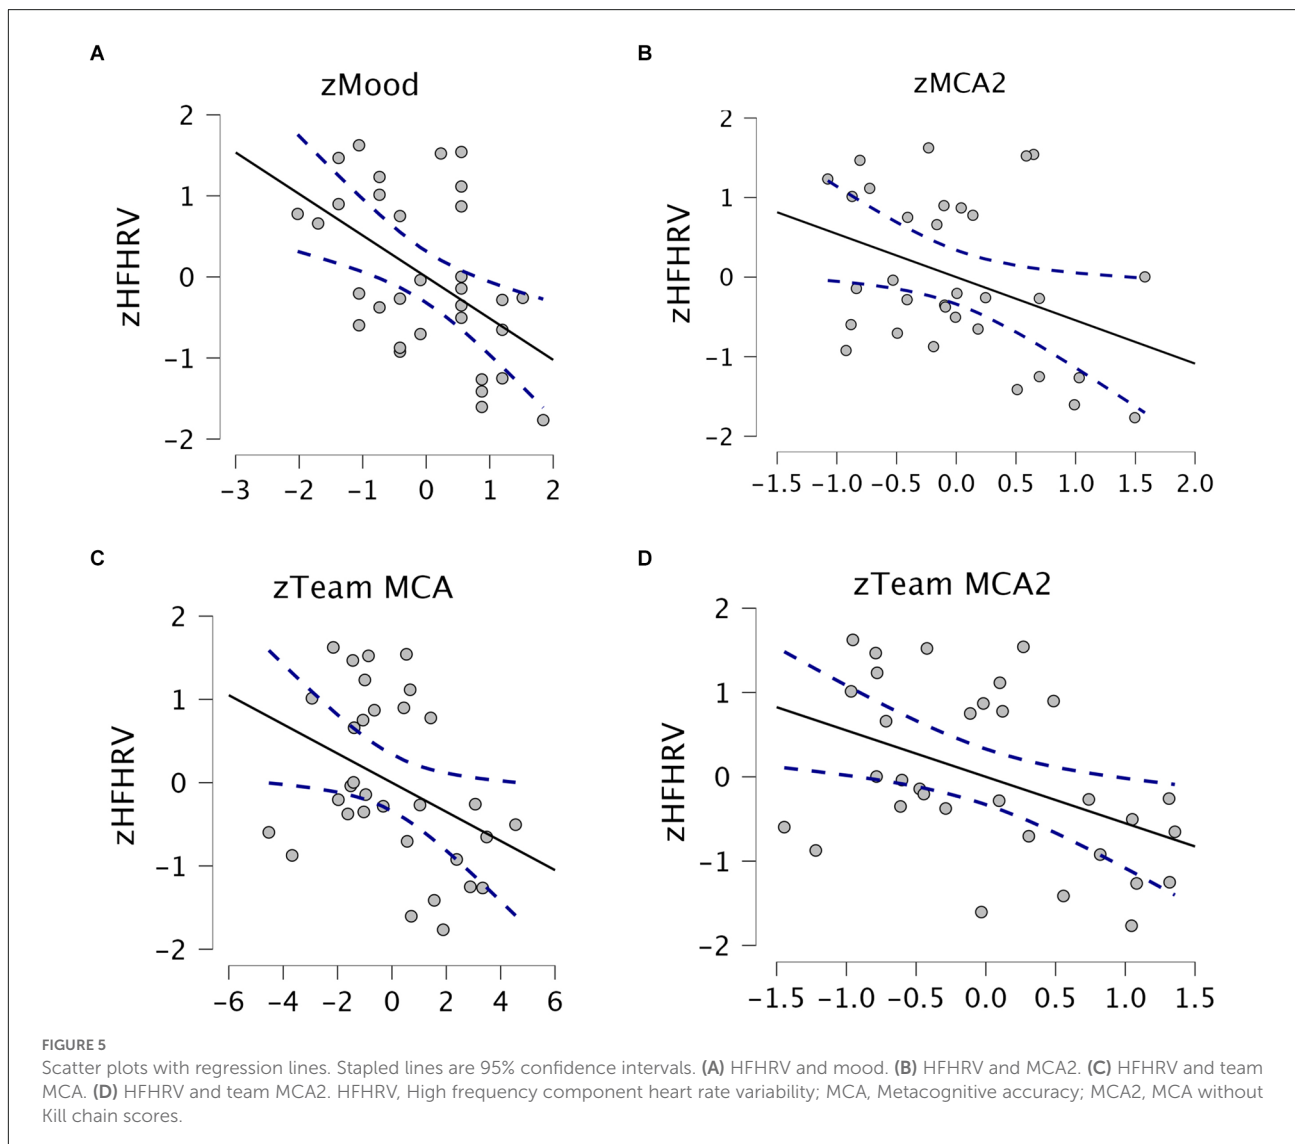 A
zMood
zHFHRV
2
1
0
−1
−2
−3 −2 −1 0 1 2
B
zMCA2
zHFHRV
2
1
0
−1
−2
−1.5 −1.0 −0.5 0.0 0.5 1.0 1.5 2.0
C
zTeam MCA
zHFHRV
2
1
0
−1
−2
−6 −4 −2 0 2 4 6
D
zTeam MCA2
zHFHRV
2
1
0
−1
−2
−1.5 −1.0 −0.5 0.0 0.5 1.0 1.5
FIGURE 5
Scatter plots with regression lines. Stapled lines are 95% confidence intervals. (A) HFHRV and mood. (B) HFHRV and MCA2. (C) HFHRV and team
MCA. (D) HFHRV and team MCA2. HFHRV, High frequency component heart rate variability; MCA, Metacognitive accuracy; MCA2, MCA without
Kill chain scores.